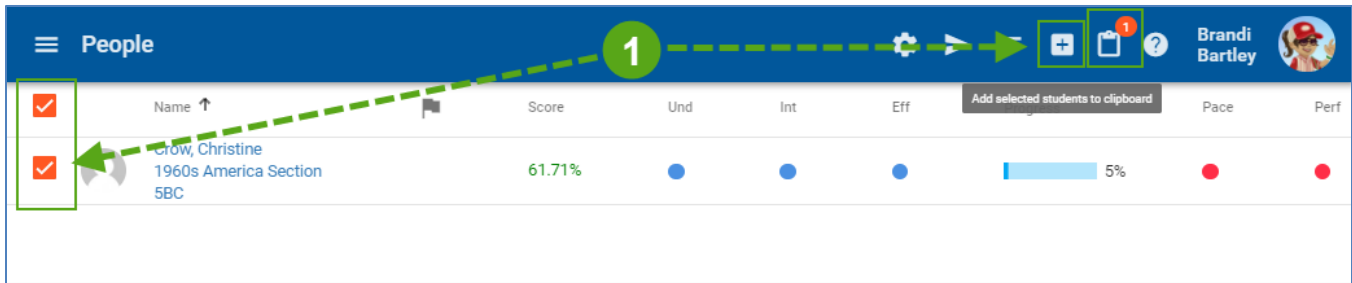 People
1
1
?
Brandi
Bartley
Name
Score
Und
Int
Eff
Add selected students to clipboard
Progress
Pace
Perf
Crow, Christine
1960s America Section
5BC
61.71%
5%